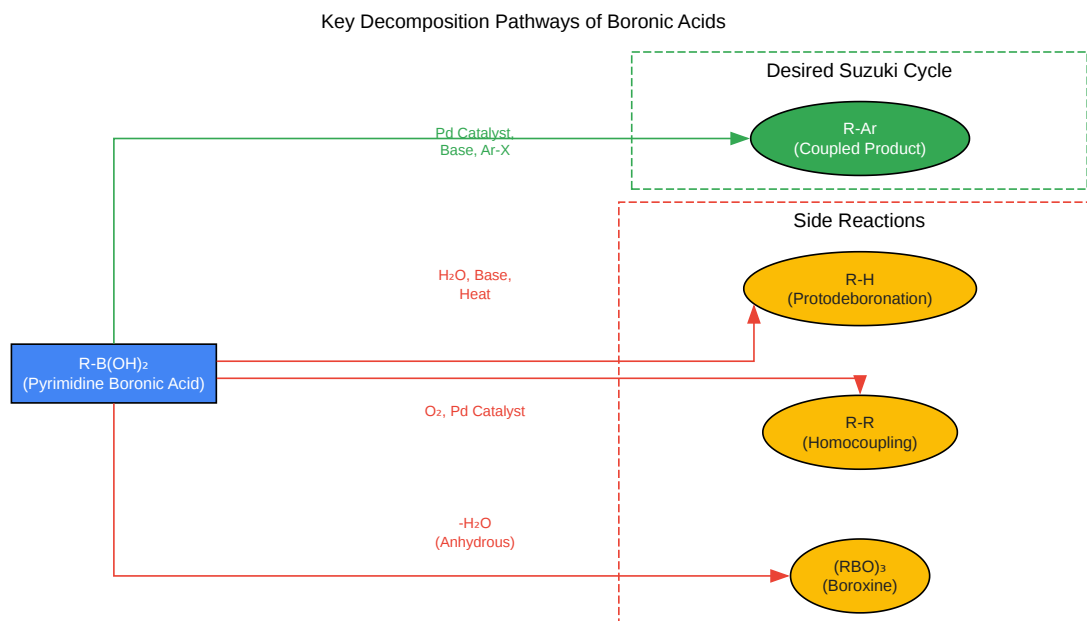 Key Decomposition Pathways of Boronic Acids
Desired Suzuki Cycle
R-Ar
(Coupled Product)
Pd Catalyst,
Base, Ar-X
Side Reactions
R-H
(Protodeboronation)
H₂O, Base,
Heat
R-B(OH)₂
(Pyrimidine Boronic Acid)
O₂, Pd Catalyst
R-R
(Homocoupling)
-H₂O
(Anhydrous)
(RBO)₃
(Boroxine)